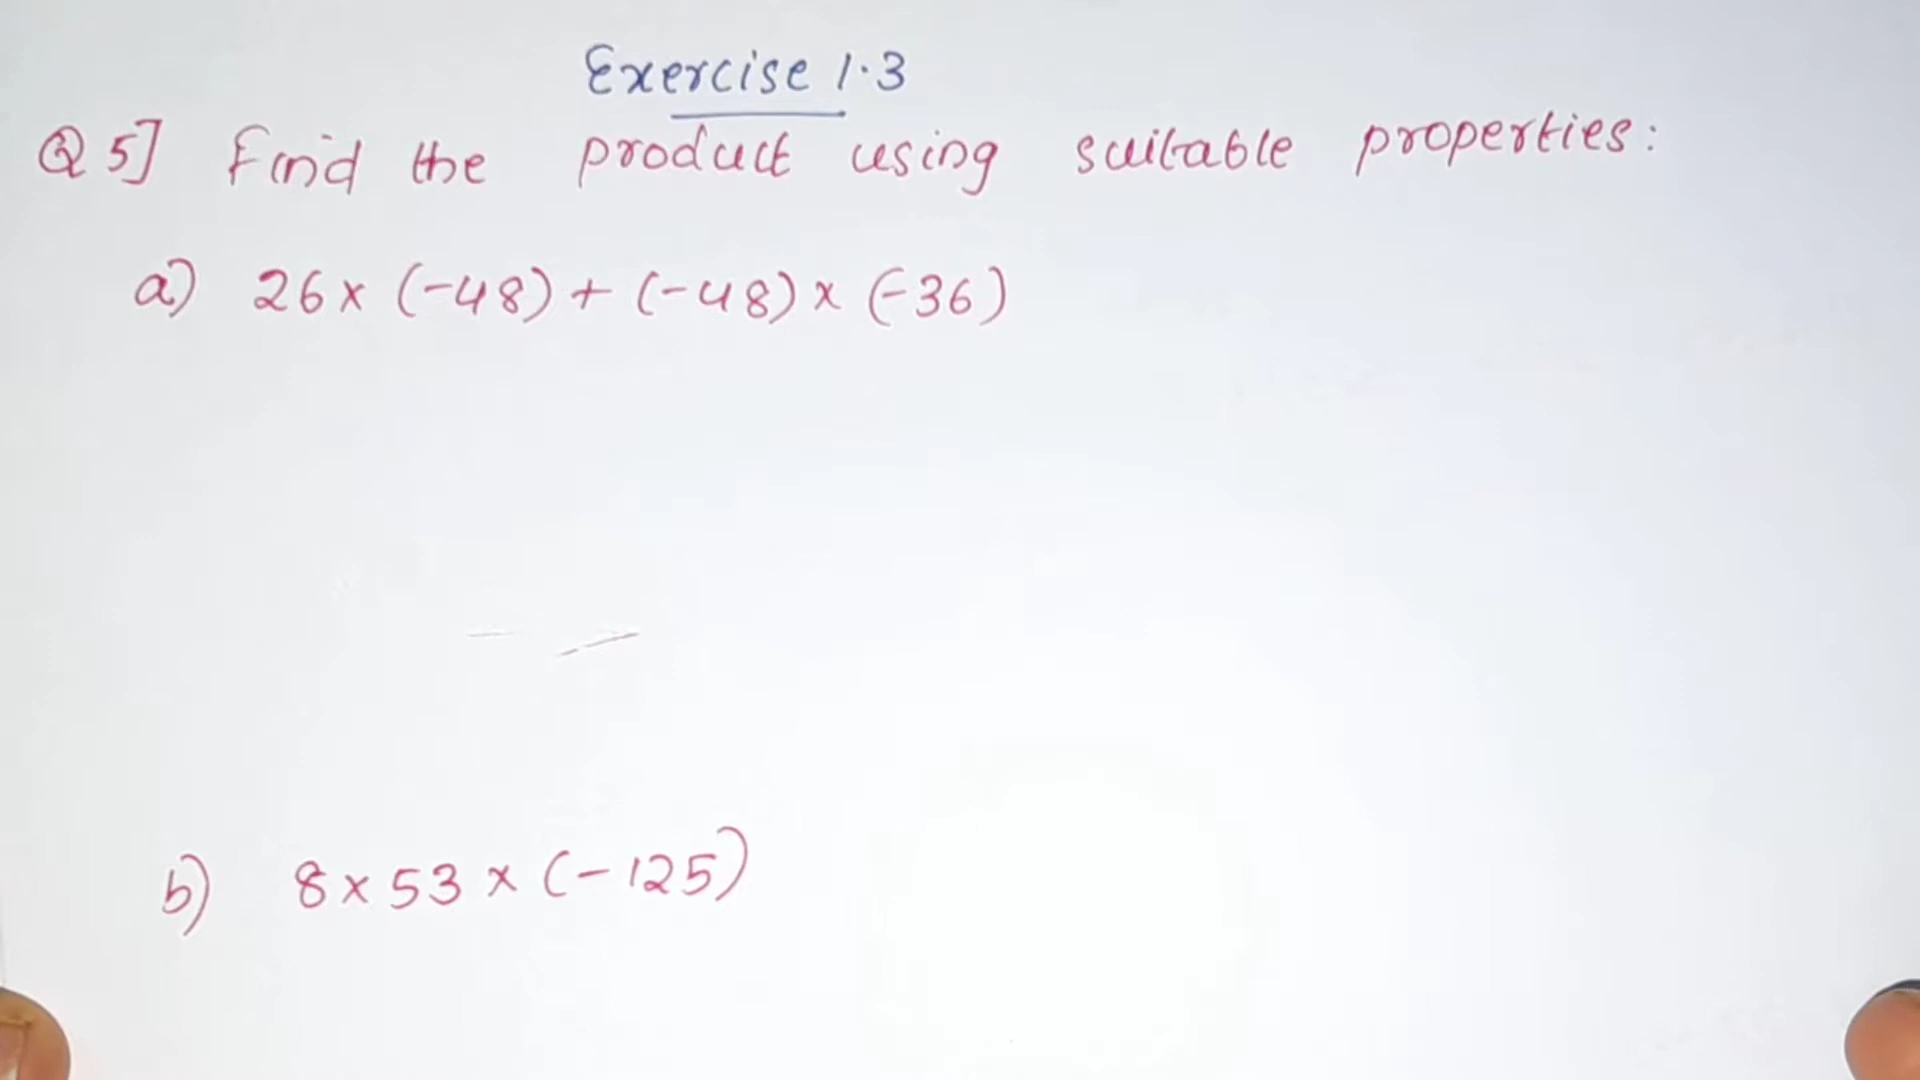 Exercise 1.3
Q 5] Find the product using suitable properties:
a) 26 × (-48) + (-48) × (-36)
b) 8 × 53 × (-125)